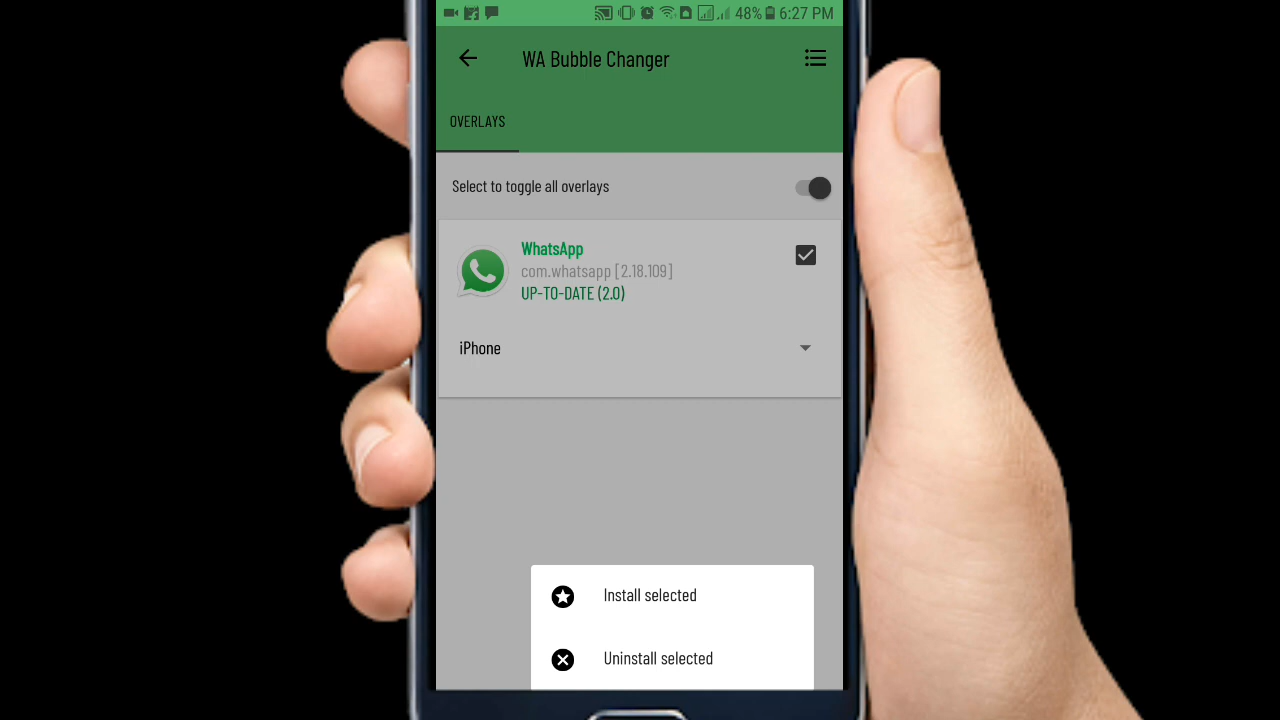 48% 6:27 PM
WA Bubble Changer
OVERLAYS
Select to toggle all overlays
WhatsApp
com.whatsapp [2.18.109]
UP-TO-DATE (2.0)
iPhone
Install selected
Uninstall selected